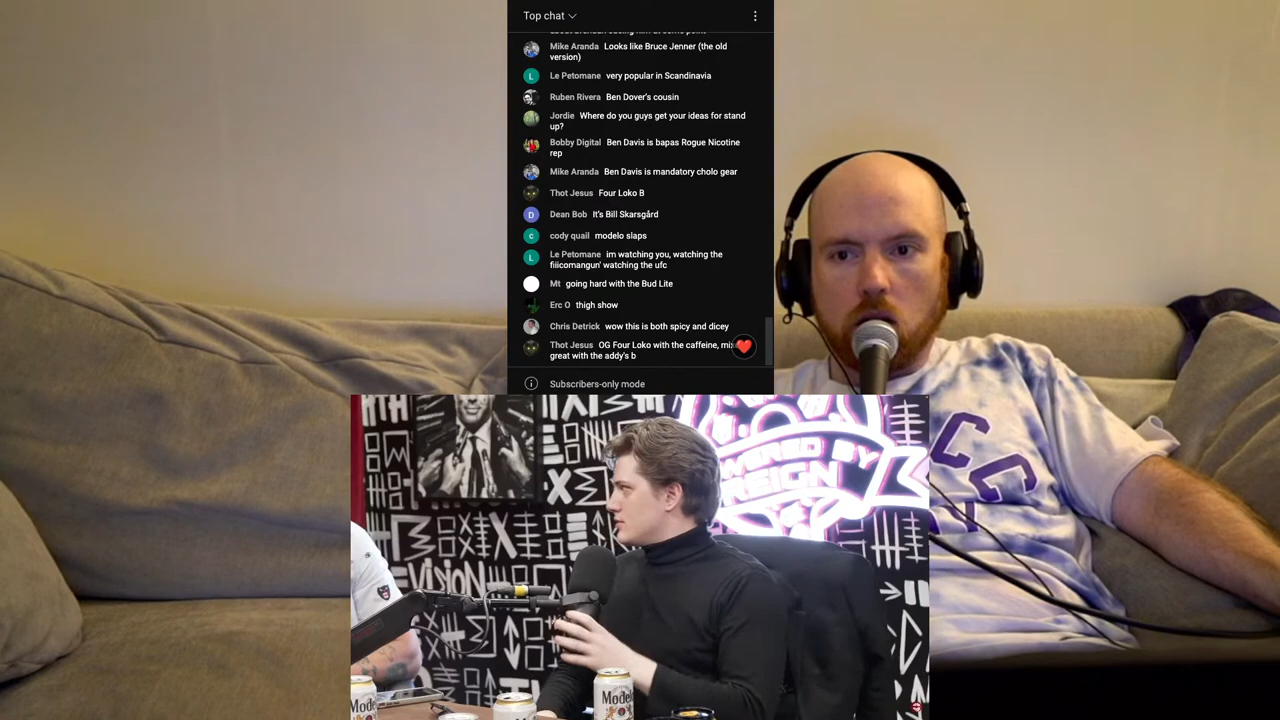 Top chat
Mike Aranda Looks like Bruce Jenner (the old
version)
Le Petomane very popular in Scandinavia
Ruben Rivera Ben Dover's cousin
Jordie Where do you guys get your ideas for stand
up?
Bobby Digital Ben Davis is bapas Rogue Nicotine
rep
Mike Aranda Ben Davis is mandatory cholo gear
Thot Jesus Four Loko B
D Dean Bob It's Bill Skarsgård
c cody quail modelo slaps
L Le Petomane im watching you, watching the
fiiicomangun' watching the ufc
Mt going hard with the Bud Lite
Erc O thigh show
Chris Detrick wow this is both spicy and dicey
Thot Jesus OG Four Loko with the caffeine,
great with the addy's b
Subscribers-only mode
POWERED BY
REIGN
Modelo
CC